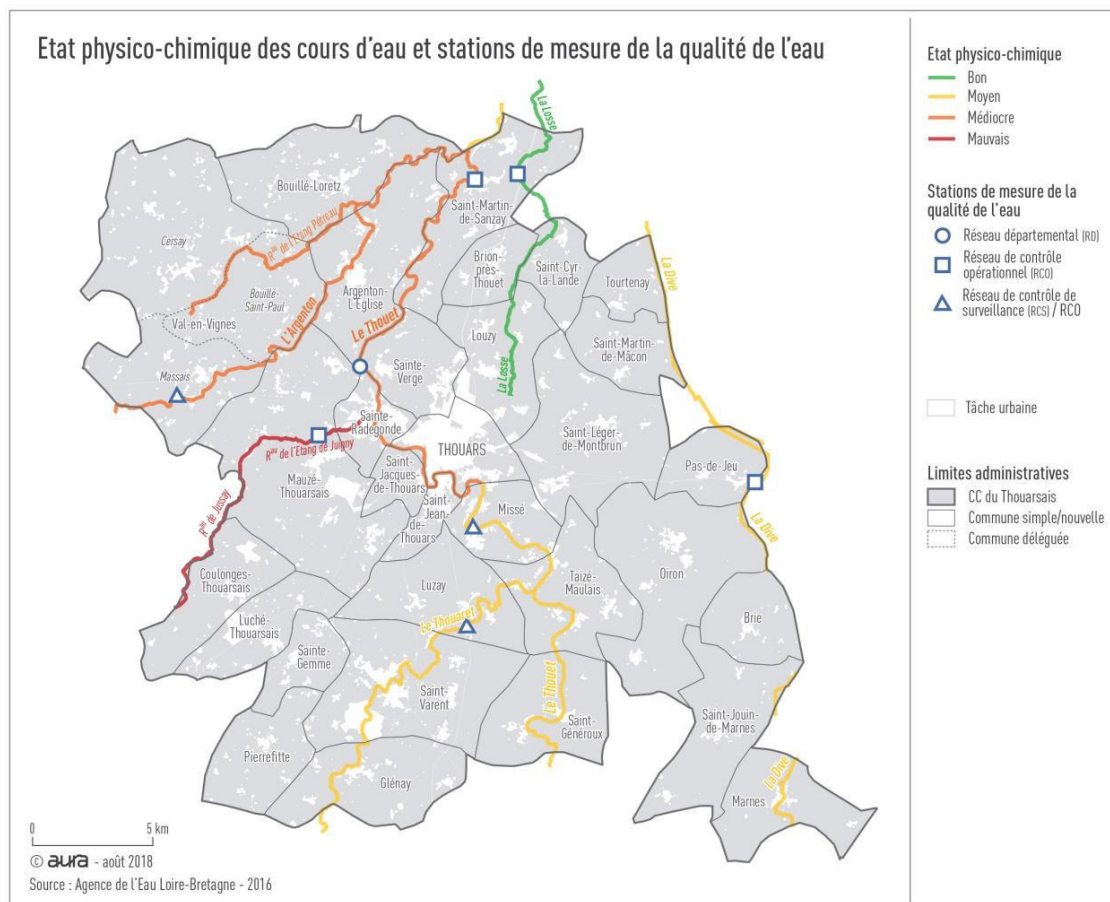 Etat physico-chimique des cours d'eau et stations de mesure de la qualité de l'eau
La Losse
Bouillé-Loretz
Saint-Martin-
de-Sanzay
Rau de l'Etang Pétreau
Cersay
Brion-
près-
Thouet
Saint-Cyr-
la-Lande
Tourtenay
La Dive
Bouillé-
Saint-Paul
Argenton-
L'Église
L'Argenton
Le Thouet
Val-en-Vignes
Louzy
Saint-Martin-
de-Mâcon
Massais
Sainte-
Verge
La Losse
Sainte-
Radegonde
Rau de l'Etang de Juigny
THOUARS
Saint-Léger-
de-Montbrun
Pas-de-Jeu
Mauzé-
Thouarsais
Saint-
Jacques-
de-Thouars
Rau de Jussay
Saint-
Jean-
de-
Thouars
Missé
La Dive
Coulonges-
Thouarsais
Luzay
Taizé-
Maulais
Oiron
Luché-
Thouarsais
Le Thouaret
Brie
Sainte-
Gemme
Saint-
Varent
Le Thouet
Saint-
Généroux
Saint-Jouin-
de-Marnes
Pierrefitte
Glénay
La Dive
Marnes
0 5 km
© aura - août 2018
Source : Agence de l'Eau Loire-Bretagne - 2016
Etat physico-chimique
Bon
Moyen
Médiocre
Mauvais
Stations de mesure de la
qualité de l'eau
Réseau départemental (RD)
Réseau de contrôle
opérationnel (RCO)
Réseau de contrôle de
surveillance (RCS) / RCO
Tâche urbaine
Limites administratives
CC du Thouarsais
Commune simple/nouvelle
Commune déléguée